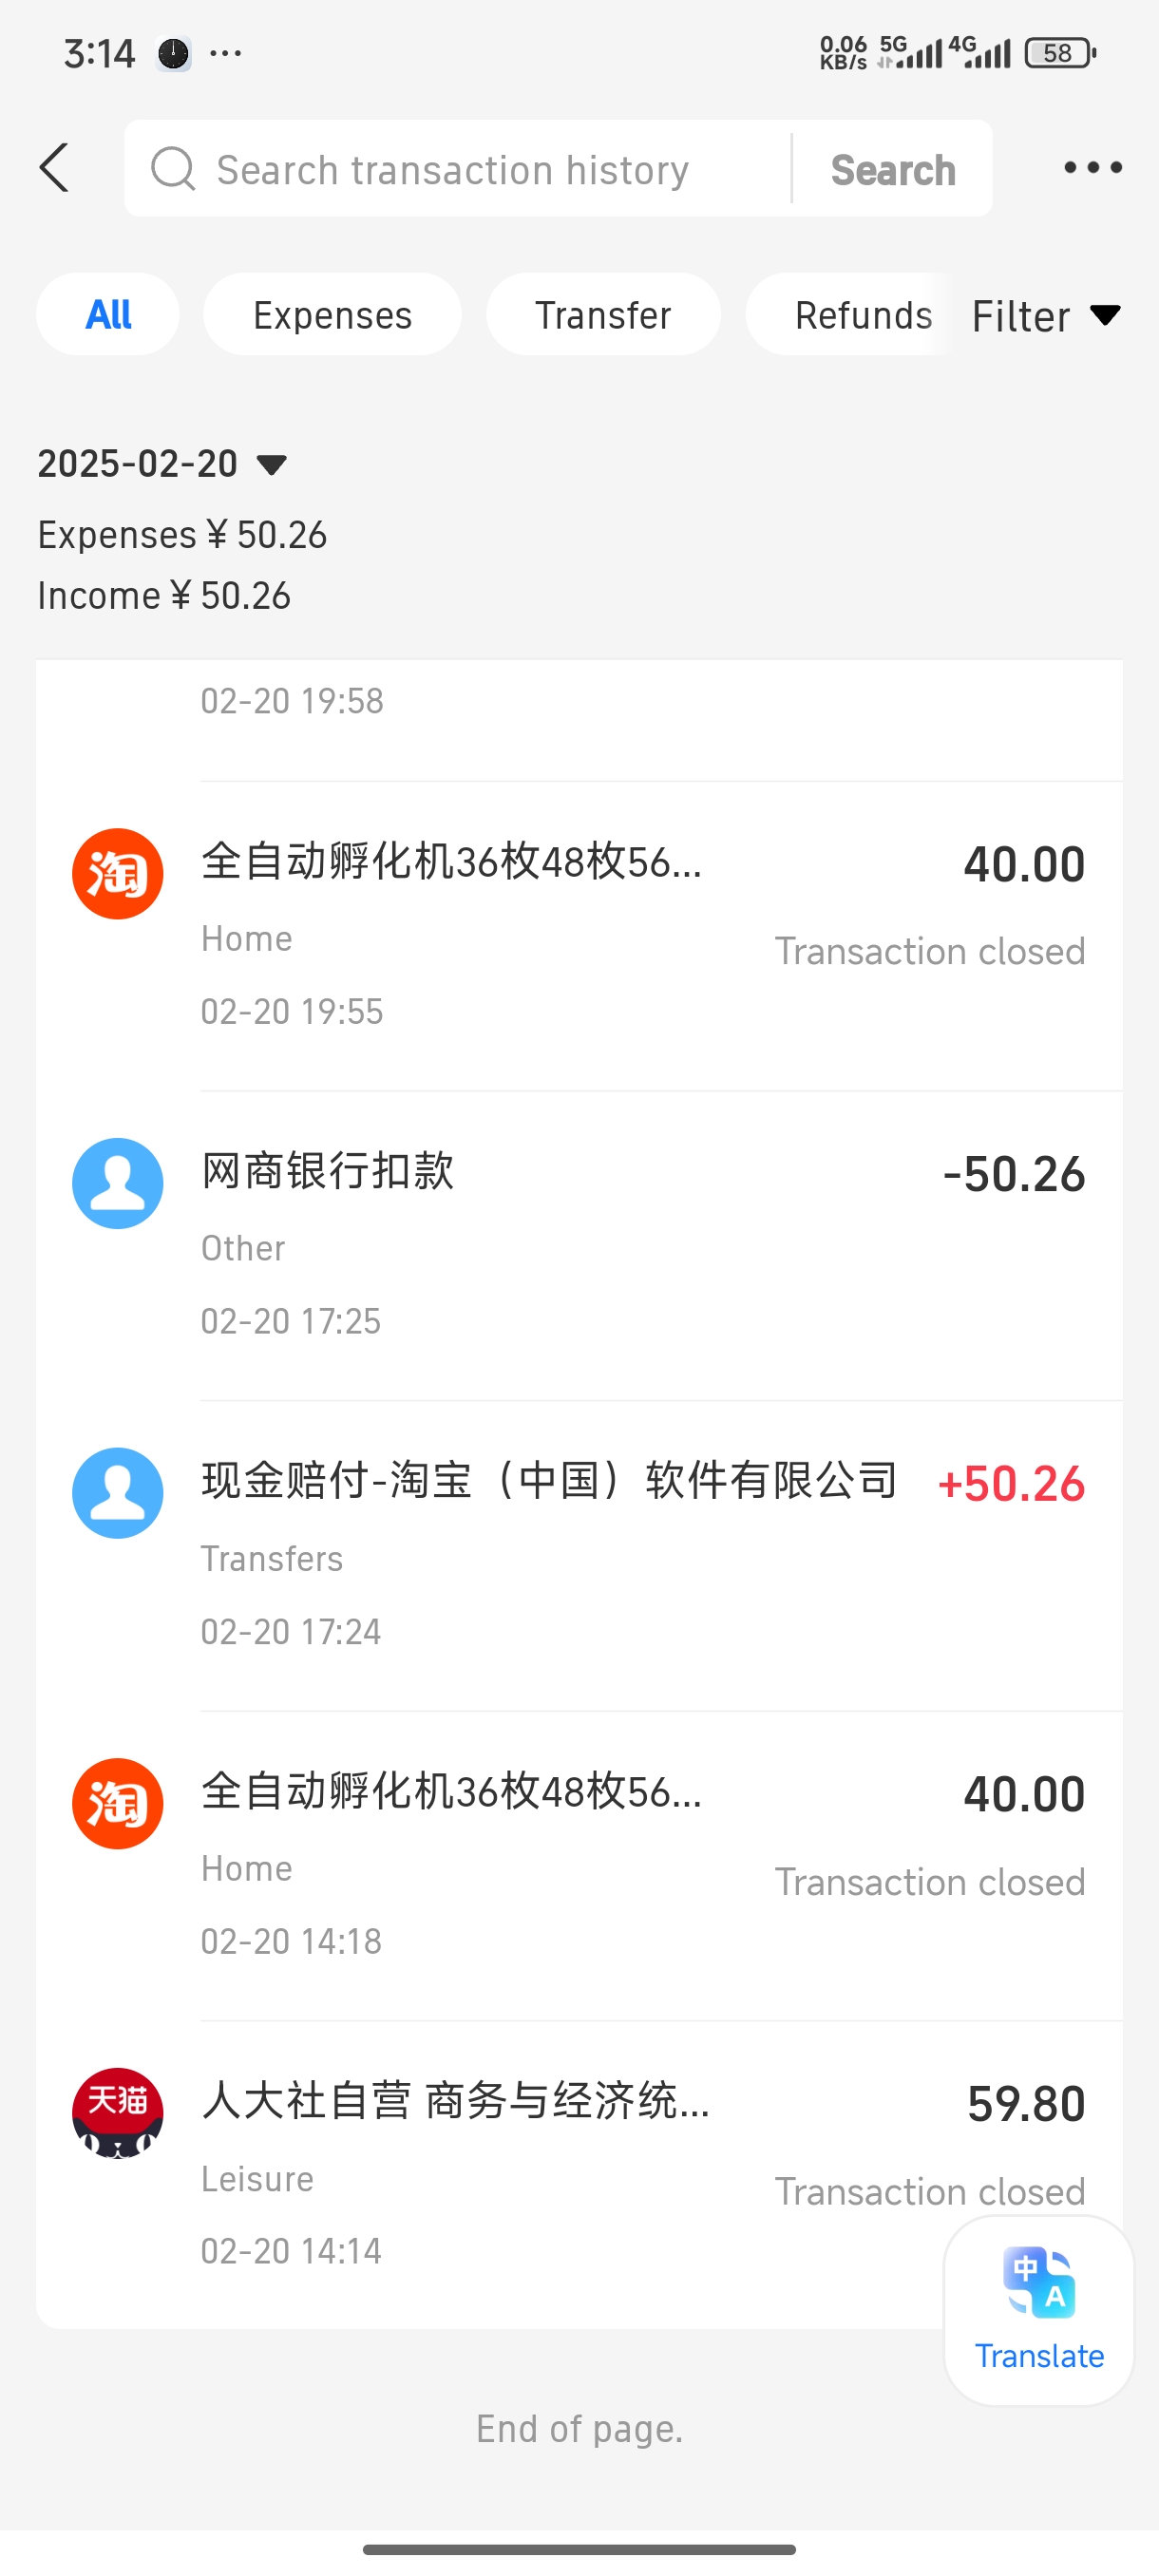 3:14 ...
0.06 KB/s 5G 4G 58
Search transaction history Search
All Expenses Transfer Refunds Filter
2025-02-20
Expenses ¥ 50.26
Income ¥ 50.26
02-20 19:58
淘 全自动孵化机36枚48枚56... 40.00
Home Transaction closed
02-20 19:55
网商银行扣款 -50.26
Other
02-20 17:25
现金赔付-淘宝（中国）软件有限公司 +50.26
Transfers
02-20 17:24
淘 全自动孵化机36枚48枚56... 40.00
Home Transaction closed
02-20 14:18
天猫 人大社自营 商务与经济统... 59.80
Leisure Transaction closed
02-20 14:14
中 A
Translate
End of page.